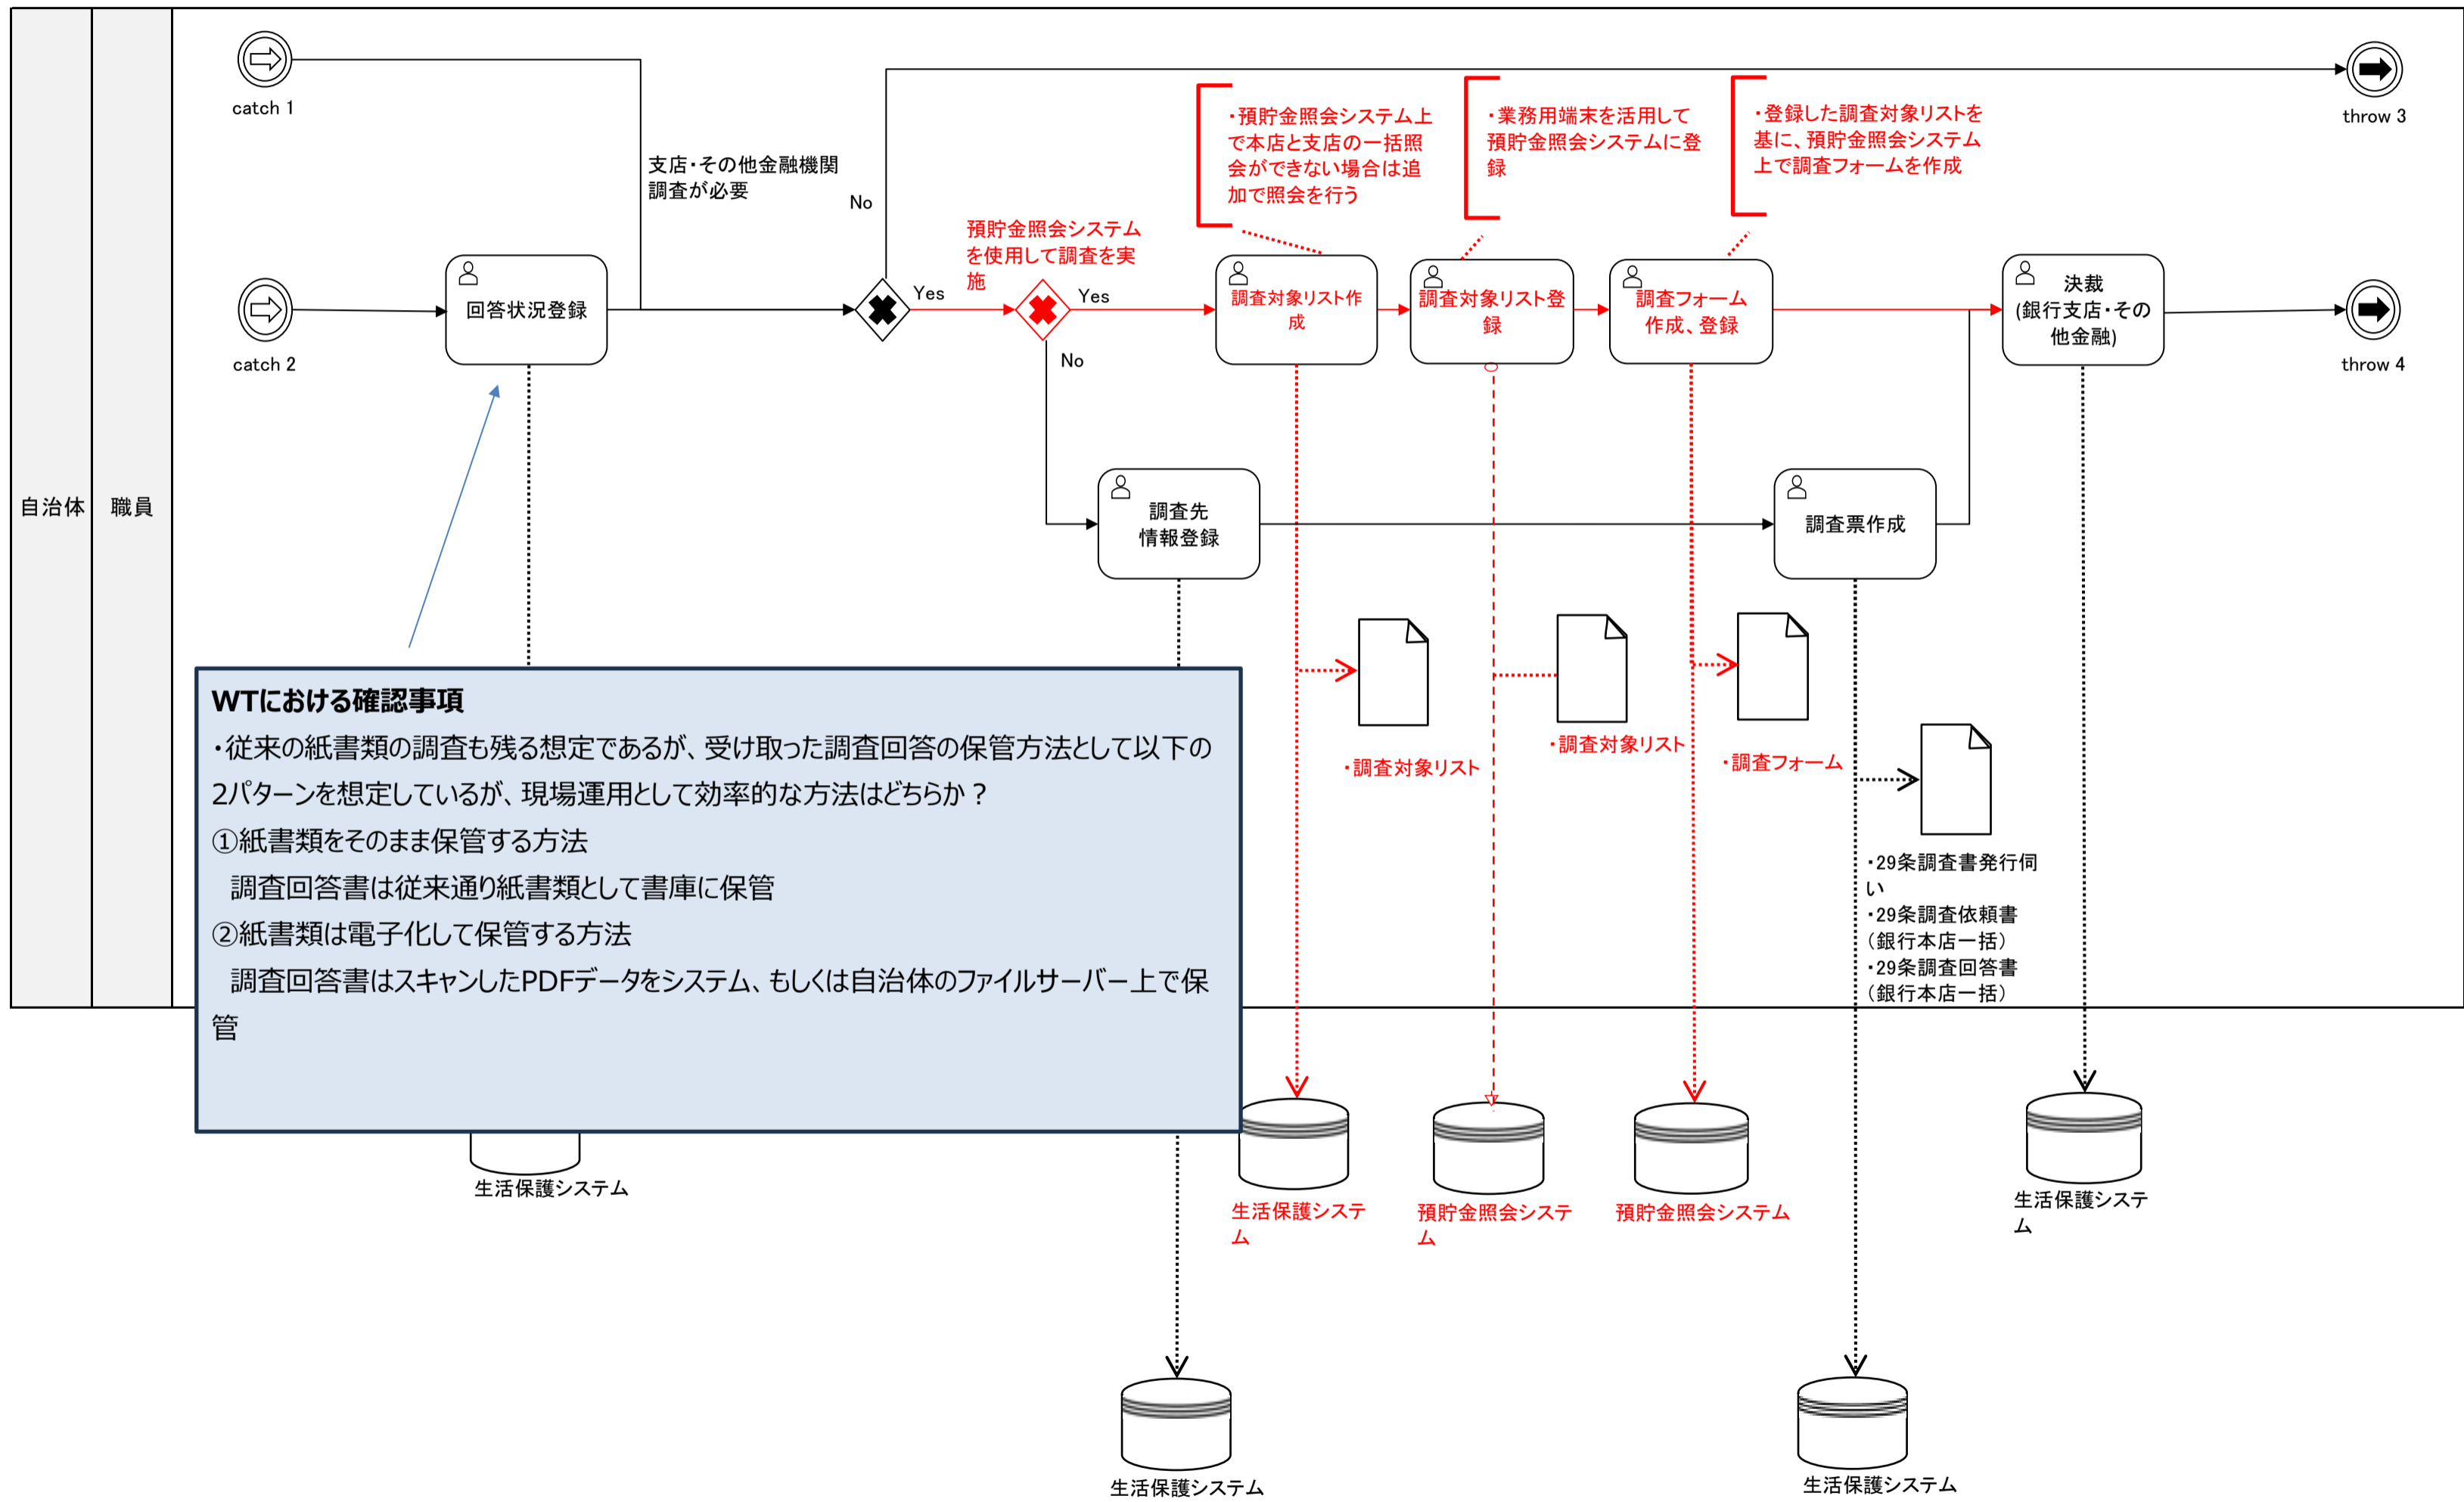 自治体
職員
catch 1
catch 2
支店・その他金融機関
調査が必要
No
Yes
回答状況登録
預貯金照会システム
を使用して調査を実
施
Yes
No
・預貯金照会システム上
で本店と支店の一括照
会ができない場合は追
加で照会を行う
・業務用端末を活用して
預貯金照会システムに登
録
・登録した調査対象リストを
基に、預貯金照会システム
上で調査フォームを作成
throw 3
調査対象リスト作
成
調査対象リスト登
録
調査フォーム
作成、登録
決裁
(銀行支店・その
他金融)
throw 4
調査先
情報登録
調査票作成
・調査対象リスト
・調査対象リスト
・調査フォーム
・29条調査書発行伺
い
・29条調査依頼書
（銀行本店一括）
・29条調査回答書
（銀行本店一括）
WTにおける確認事項
・従来の紙書類の調査も残る想定であるが、受け取った調査回答の保管方法として以下の
2パターンを想定しているが、現場運用として効率的な方法はどちらか？
①紙書類をそのまま保管する方法
調査回答書は従来通り紙書類として書庫に保管
②紙書類は電子化して保管する方法
調査回答書はスキャンしたPDFデータをシステム、もしくは自治体のファイルサーバー上で保
管
生活保護システム
生活保護システ
ム
預貯金照会システ
ム
預貯金照会システム
生活保護システ
ム
生活保護システム
生活保護システム